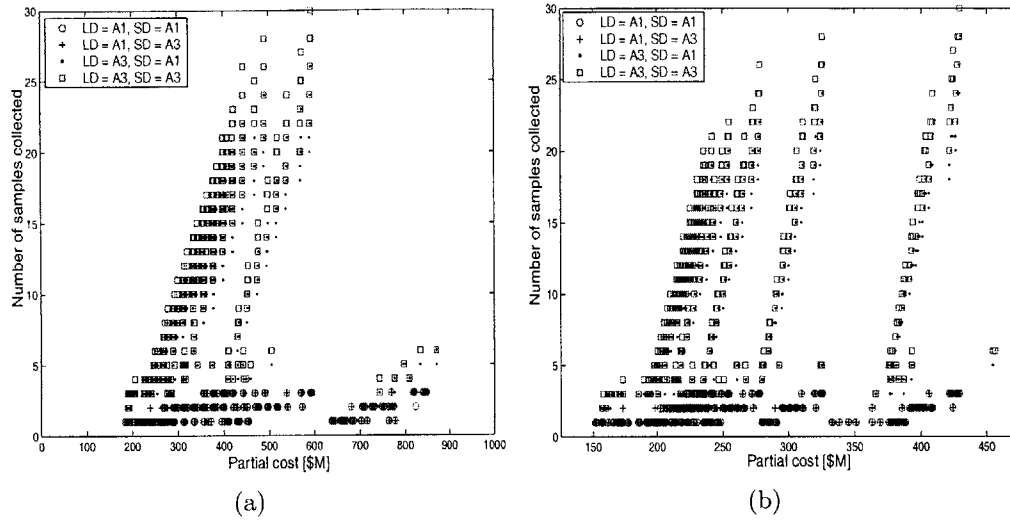 30
25
20
15
10
5
0
Number of samples collected
LD = A1, SD = A1
LD = A1, SD = A3
LD = A3, SD = A1
LD = A3, SD = A3
0 100 200 300 400 500 600 700 800 900 1000
Partial cost [$M]
(a)
30
25
20
15
10
5
0
Number of samples collected
LD = A1, SD = A1
LD = A1, SD = A3
LD = A3, SD = A1
LD = A3, SD = A3
150 200 250 300 350 400 450
Partial cost [$M]
(b)